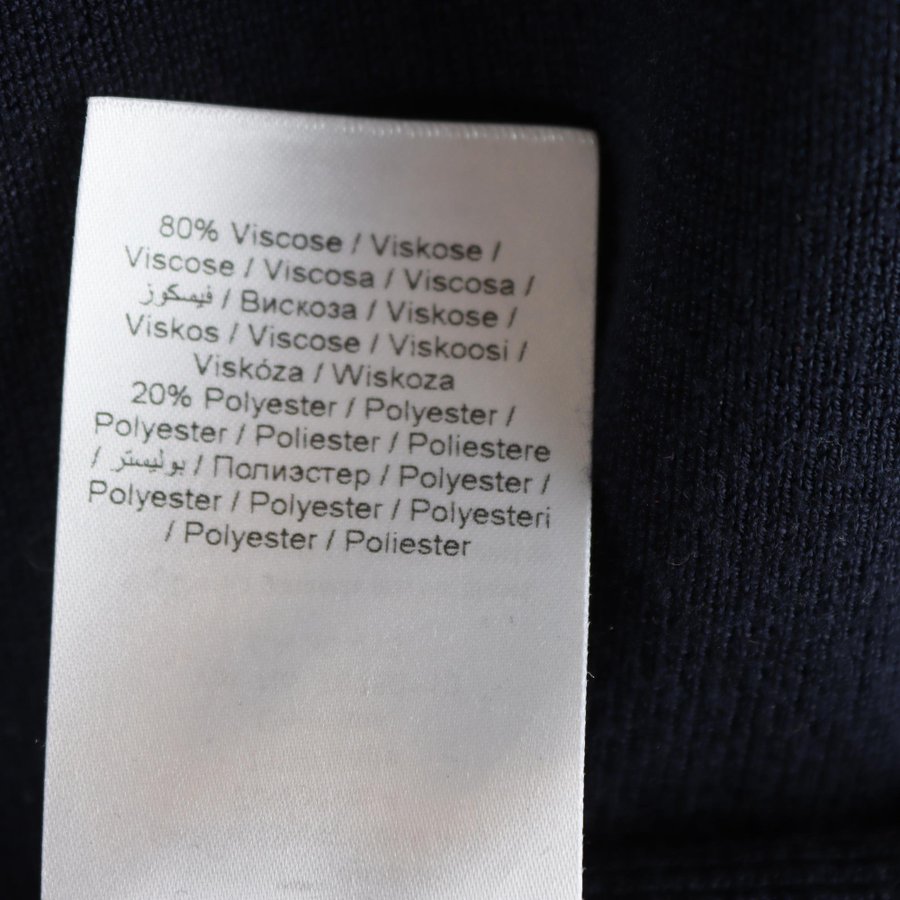 80% Viscose / Viskose /
Viscose / Viscosa / Viscosa /
فيسكوز / Вискоза / Viskose /
Viskos / Viscose / Viskoosi /
Viskóza / Wiskoza
20% Polyester / Polyester /
Polyester / Poliester / Poliestere
/ بوليستر / Полиэстер / Polyester /
Polyester / Polyester / Polyesteri
/ Polyester / Poliester